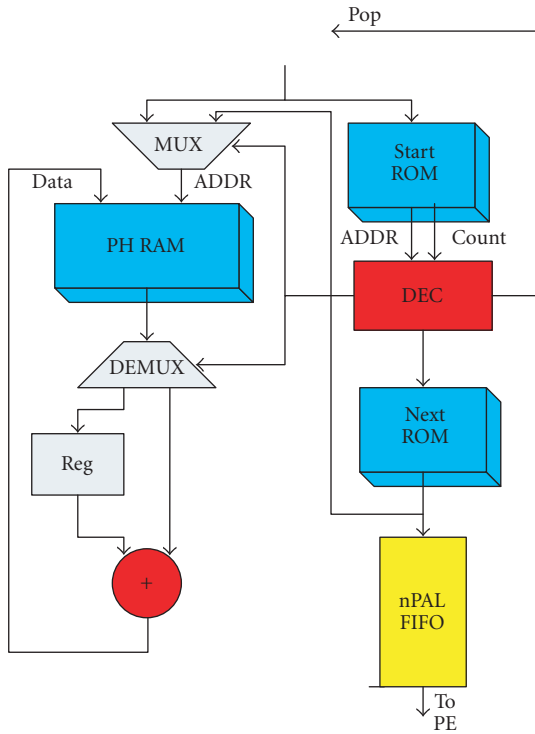 Pop
MUX
Start
ROM
Data
ADDR
PH RAM
ADDR
Count
DEC
DEMUX
Next
ROM
Reg
+
nPAL
FIFO
To
PE